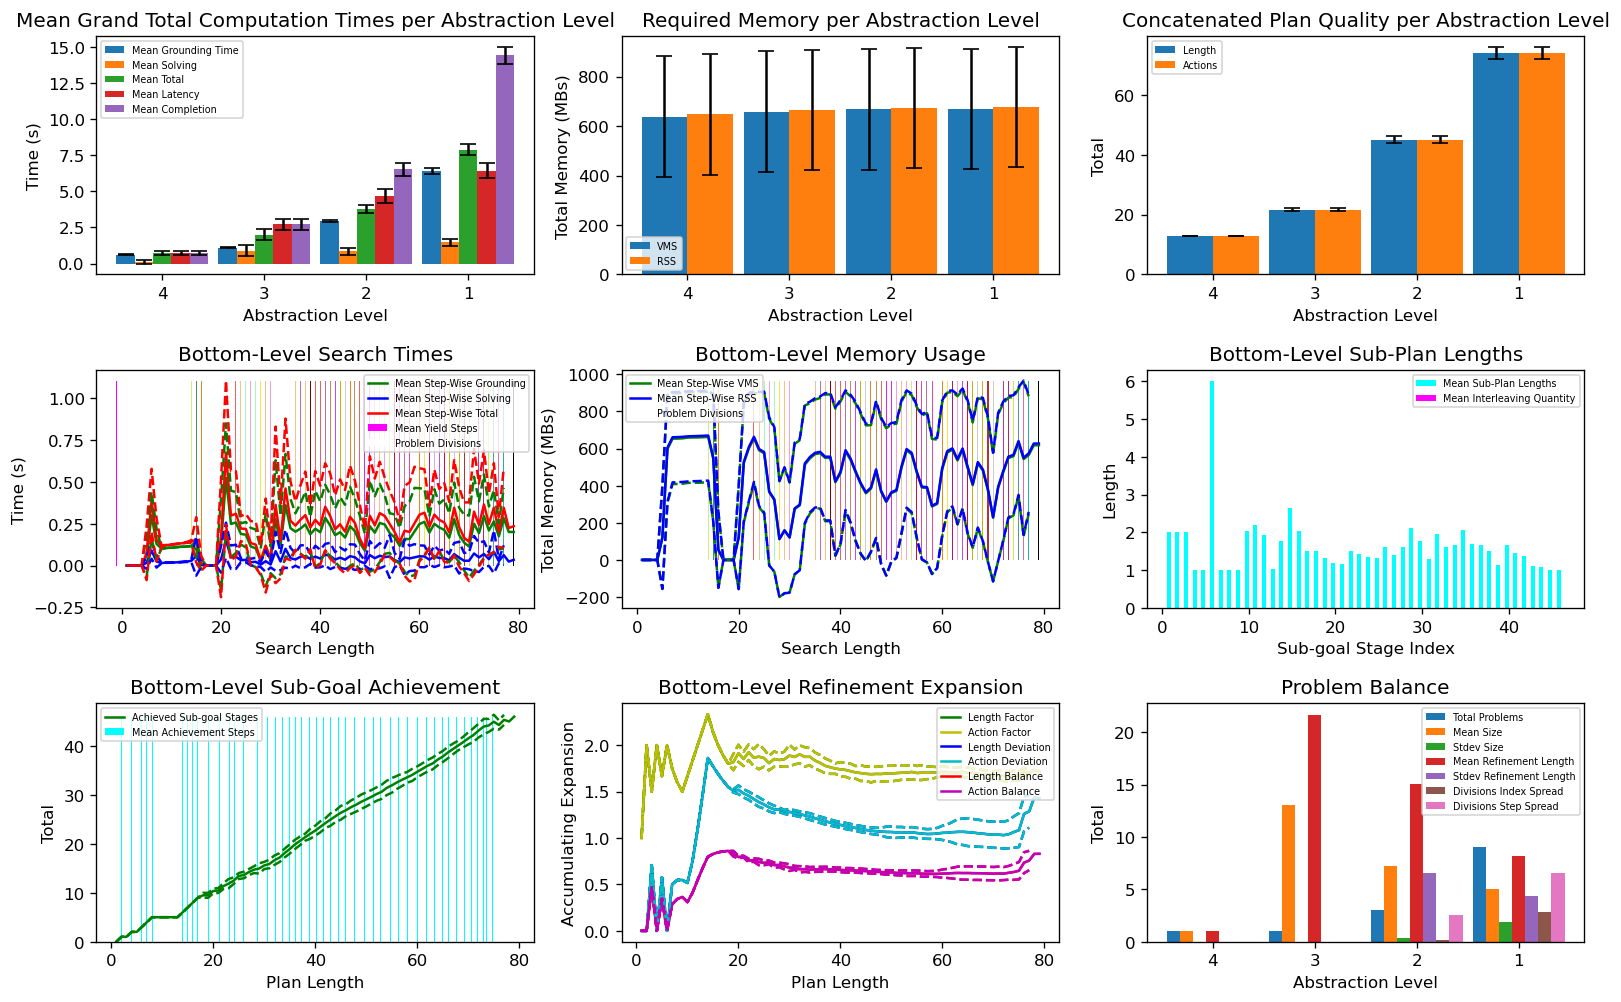 Mean Grand Total Computation Times per Abstraction Level
15.0
12.5
10.0
7.5
5.0
2.5
0.0
Time (s)
Mean Grounding Time
Mean Solving
Mean Total
Mean Latency
Mean Completion
4 3 2 1
Abstraction Level
Required Memory per Abstraction Level
800
600
400
200
0
Total Memory (MBs)
VMS
RSS
4 3 2 1
Abstraction Level
Concatenated Plan Quality per Abstraction Level
60
40
20
0
Total
Length
Actions
4 3 2 1
Abstraction Level
Bottom-Level Search Times
1.00
0.75
0.50
0.25
0.00
−0.25
Time (s)
Mean Step-Wise Grounding
Mean Step-Wise Solving
Mean Step-Wise Total
Mean Yield Steps
Problem Divisions
0 20 40 60 80
Search Length
Bottom-Level Memory Usage
1000
800
600
400
200
0
−200
Total Memory (MBs)
Mean Step-Wise VMS
Mean Step-Wise RSS
Problem Divisions
0 20 40 60 80
Search Length
Bottom-Level Sub-Plan Lengths
6
5
4
3
2
1
0
Length
Mean Sub-Plan Lengths
Mean Interleaving Quantity
0 10 20 30 40
Sub-goal Stage Index
Bottom-Level Sub-Goal Achievement
40
30
20
10
0
Total
Achieved Sub-goal Stages
Mean Achievement Steps
0 20 40 60 80
Plan Length
Bottom-Level Refinement Expansion
2.0
1.5
1.0
0.5
0.0
Accumulating Expansion
Length Factor
Action Factor
Length Deviation
Action Deviation
Length Balance
Action Balance
0 20 40 60 80
Plan Length
Problem Balance
20
15
10
5
0
Total
Total Problems
Mean Size
Stdev Size
Mean Refinement Length
Stdev Refinement Length
Divisions Index Spread
Divisions Step Spread
4 3 2 1
Abstraction Level